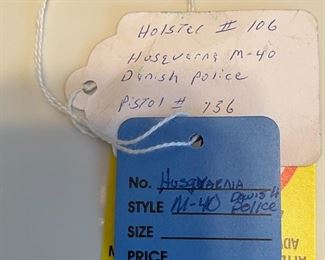 Holster # 106
Husqvarna M-40
Danish Police
Pistol # 736
No. Husqvarna
STYLE M-40 Danish Police
SIZE
PRICE